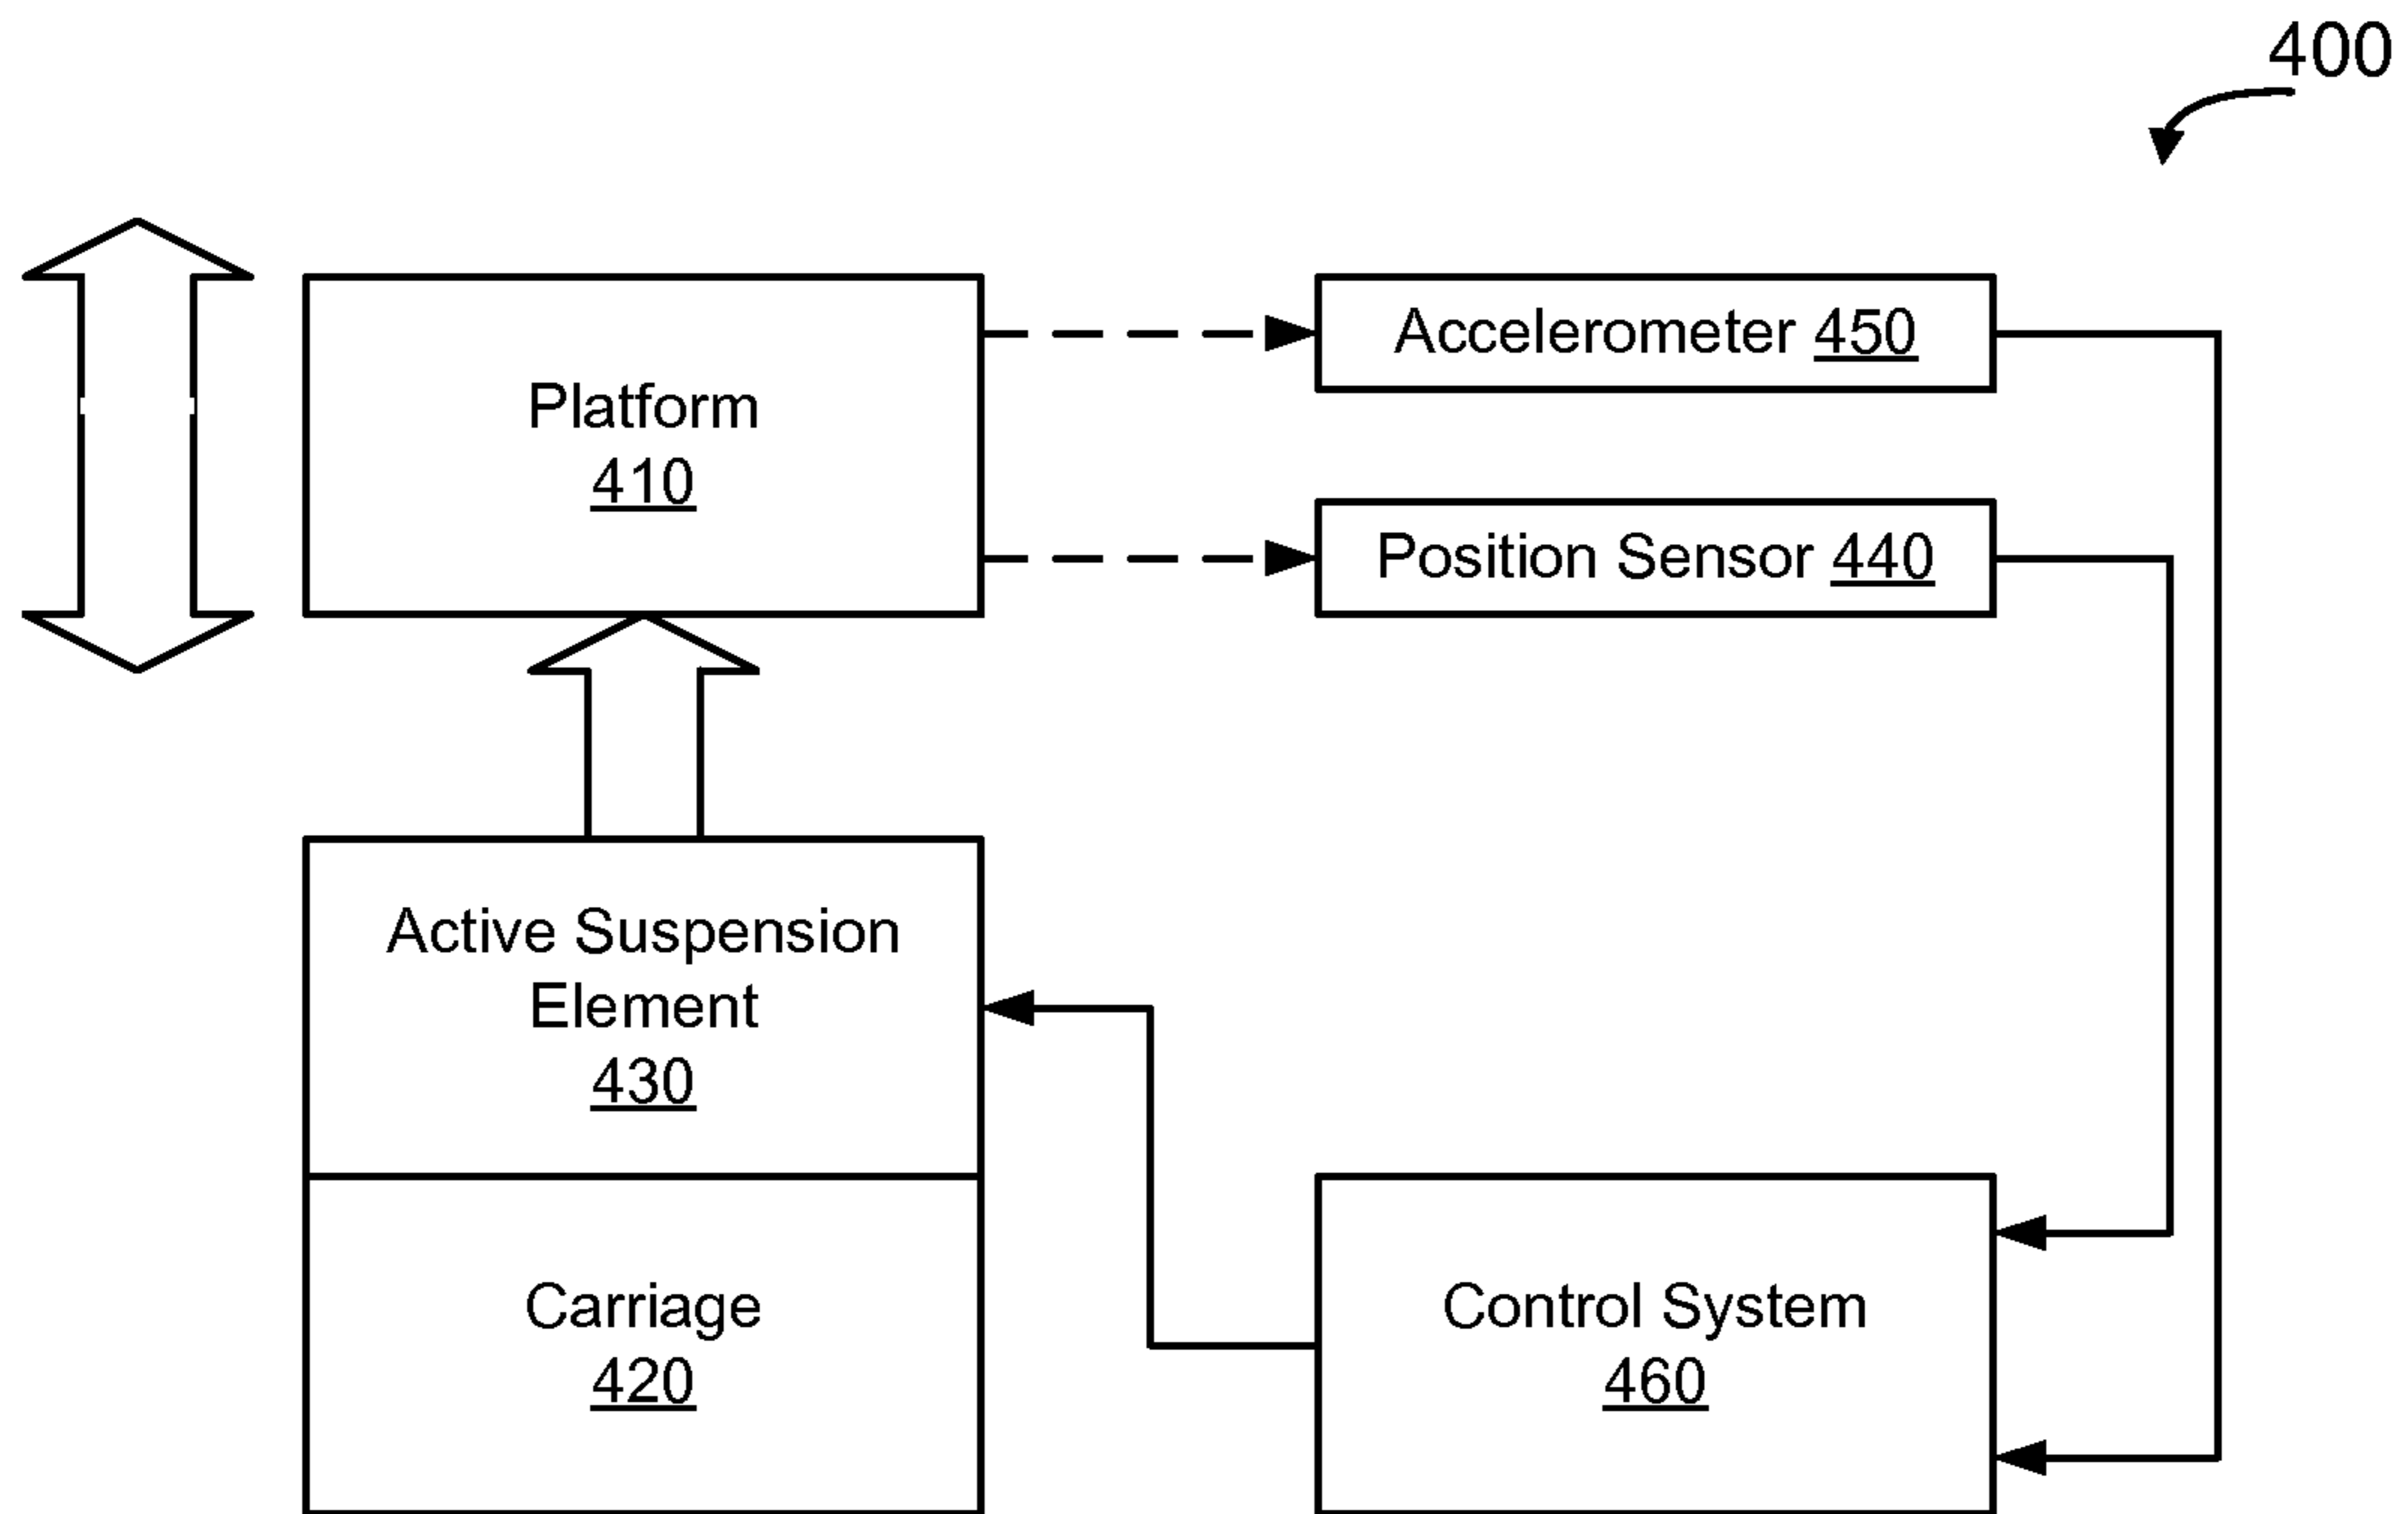 400
Accelerometer 450
Platform
410
Position Sensor 440
Active Suspension
Element
430
Carriage
420
Control System
460